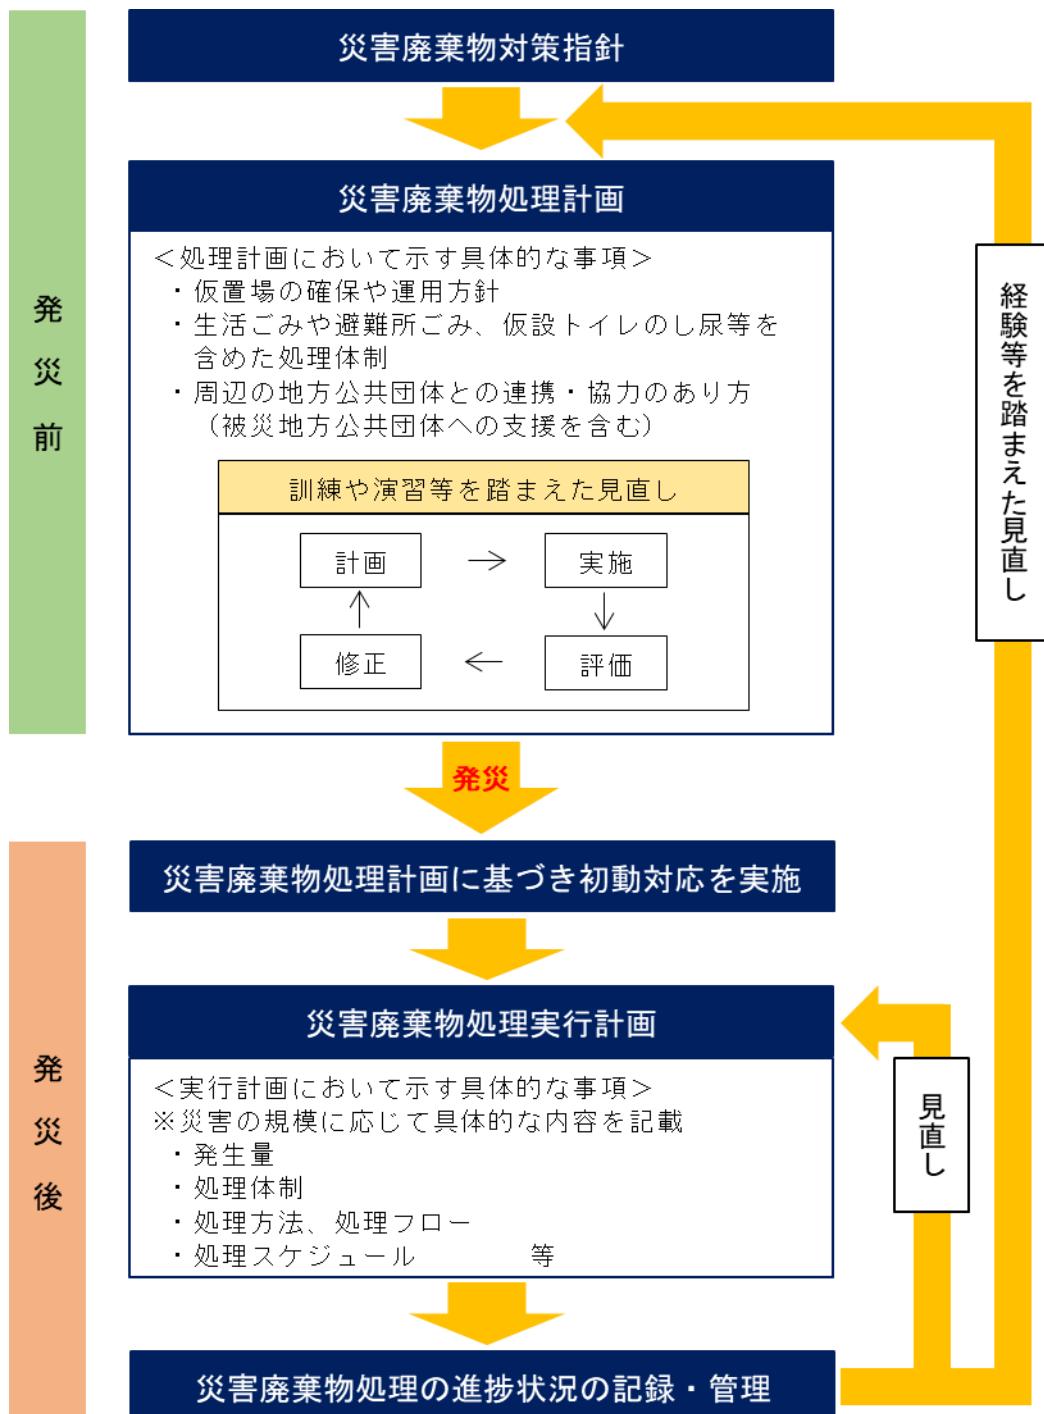 災害廃棄物対策指針
発災前
災害廃棄物処理計画
＜処理計画において示す具体的な事項＞
・仮置場の確保や運用方針
・生活ごみや避難所ごみ、仮設トイレのし尿等を
含めた処理体制
・周辺の地方公共団体との連携・協力のあり方
（被災地方公共団体への支援を含む）
訓練や演習等を踏まえた見直し
計画
実施
修正
評価
経験等を踏まえた見直し
発災
発災後
災害廃棄物処理計画に基づき初動対応を実施
災害廃棄物処理実行計画
＜実行計画において示す具体的な事項＞
※災害の規模に応じて具体的な内容を記載
・発生量
・処理体制
・処理方法、処理フロー
・処理スケジュール　　　等
見直し
災害廃棄物処理の進捗状況の記録・管理